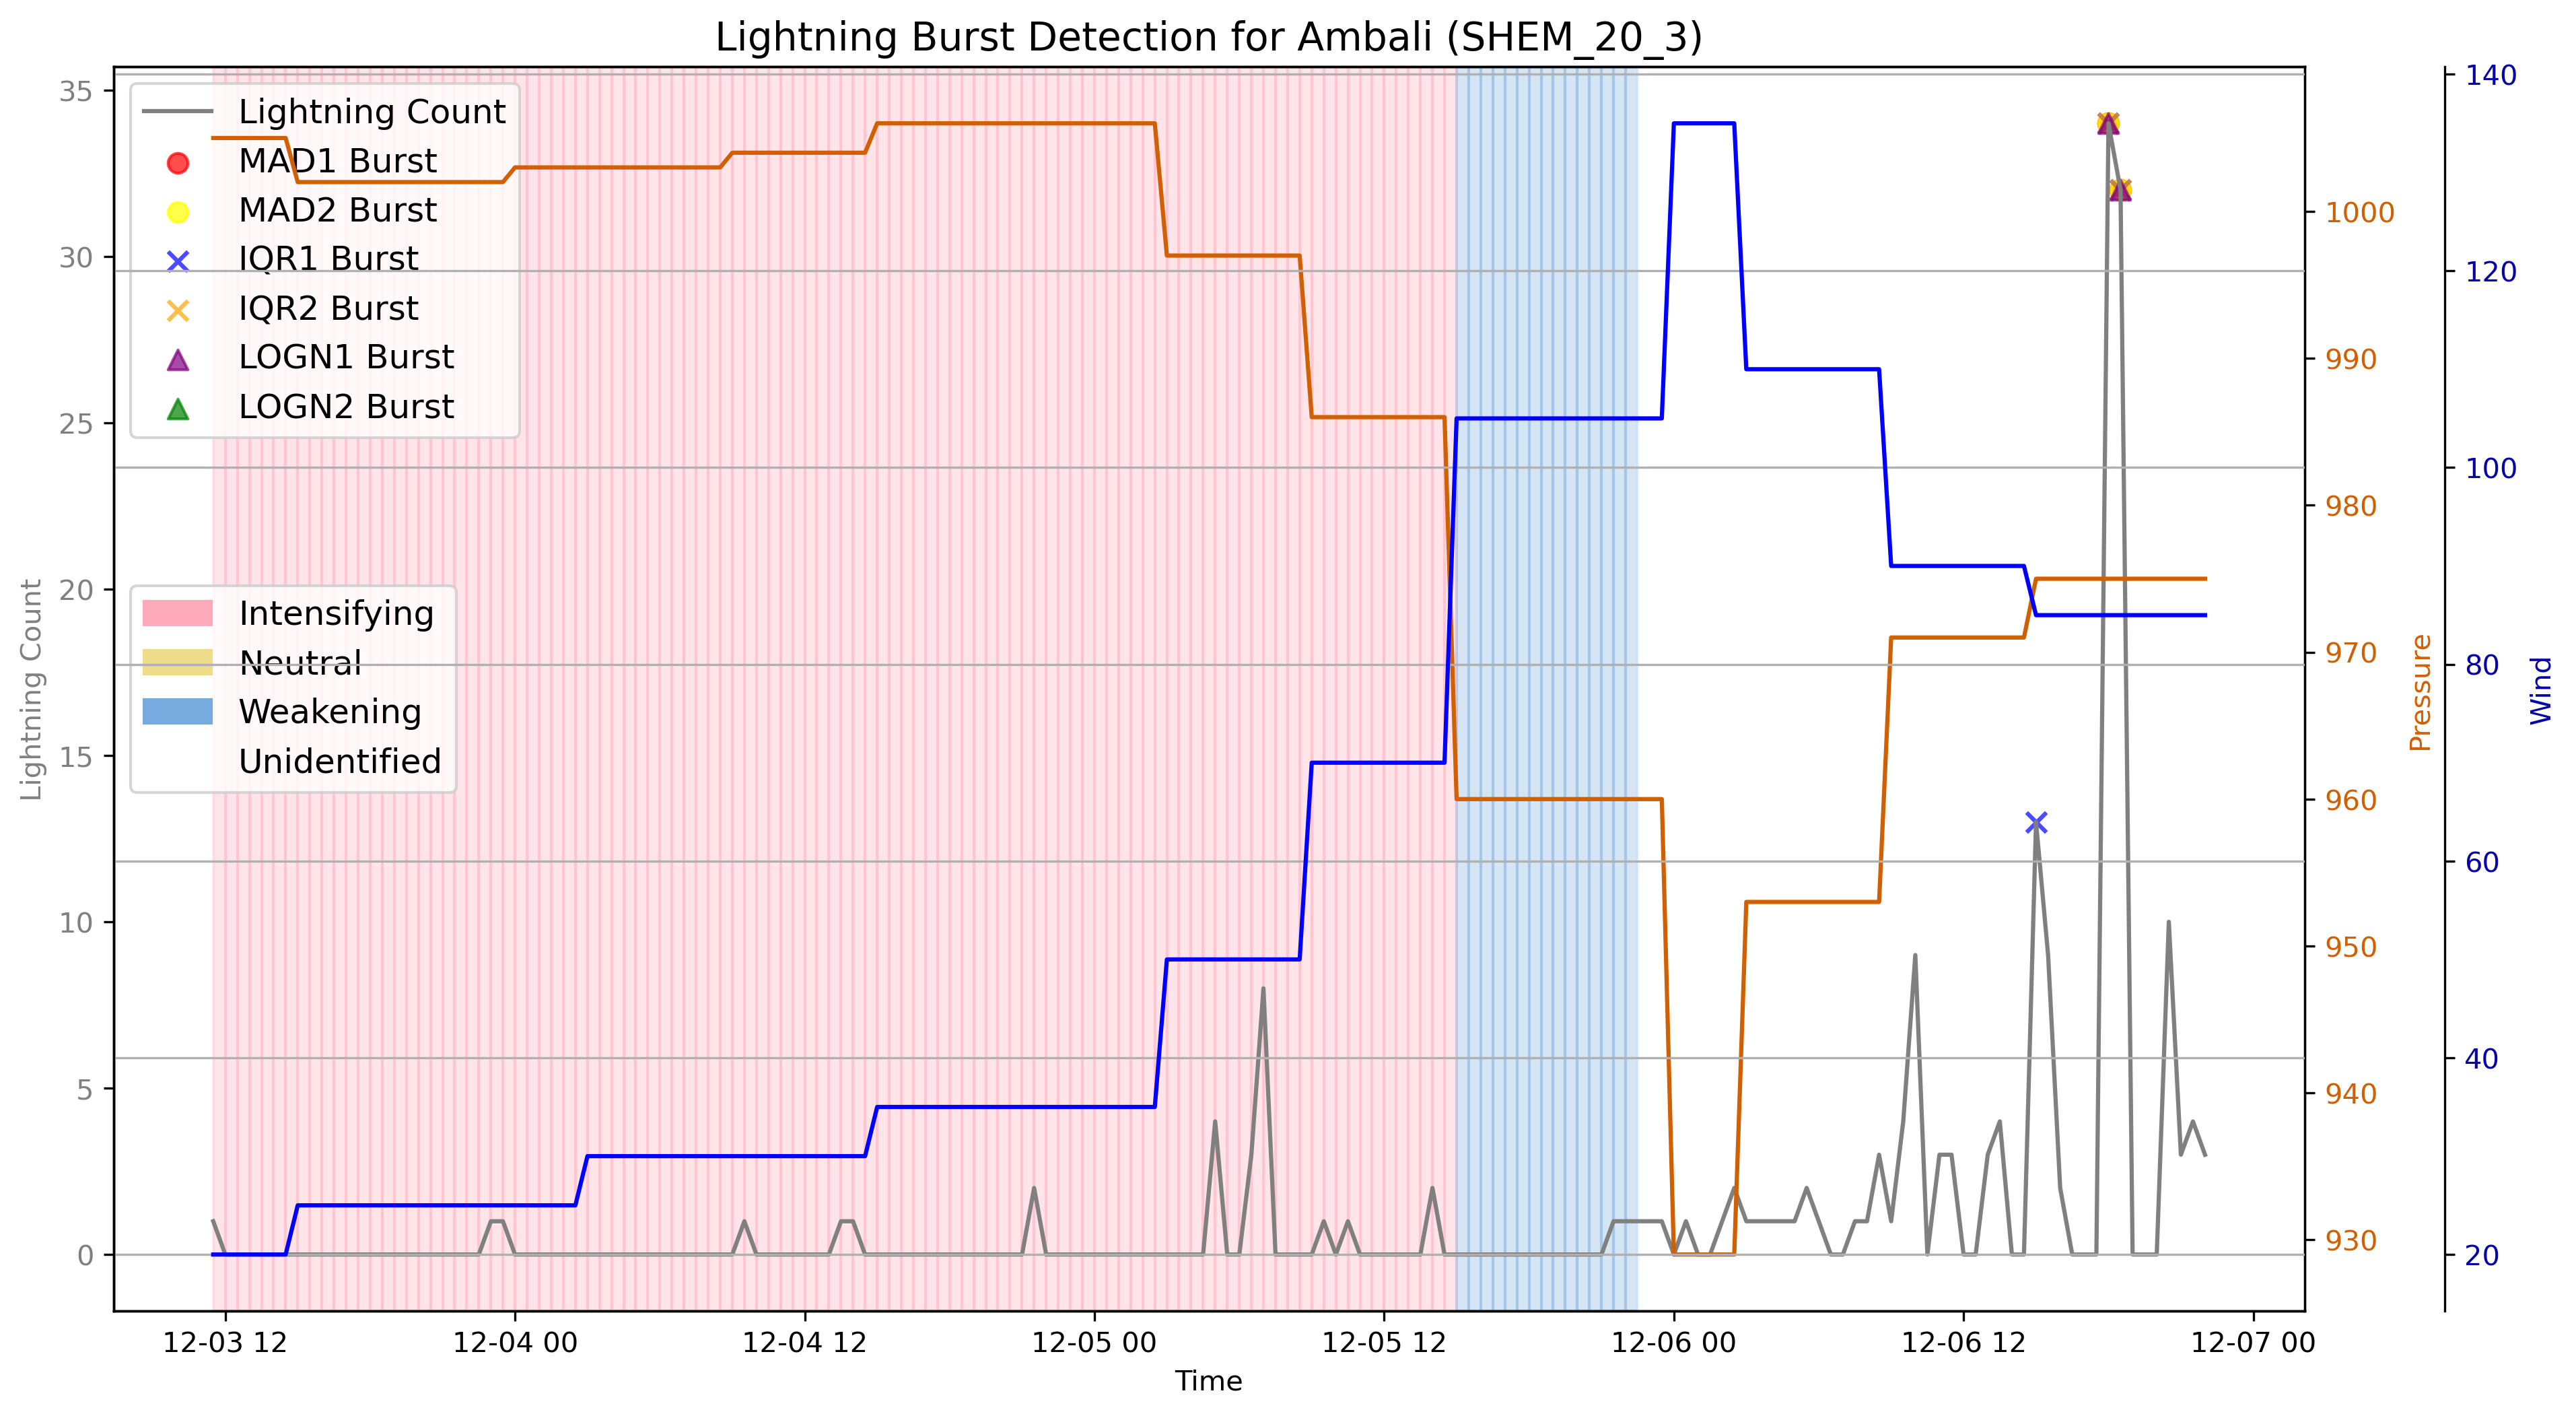 Lightning Burst Detection for Ambali (SHEM_20_3)
Lightning Count
MAD1 Burst
MAD2 Burst
IQR1 Burst
IQR2 Burst
LOGN1 Burst
LOGN2 Burst
Intensifying
Neutral
Weakening
Unidentified
Lightning Count
35
30
25
20
15
10
5
0
1000
990
980
970
960
950
940
930
Pressure
140
120
100
80
60
40
20
Wind
12-03 12
12-04 00
12-04 12
12-05 00
12-05 12
12-06 00
12-06 12
12-07 00
Time